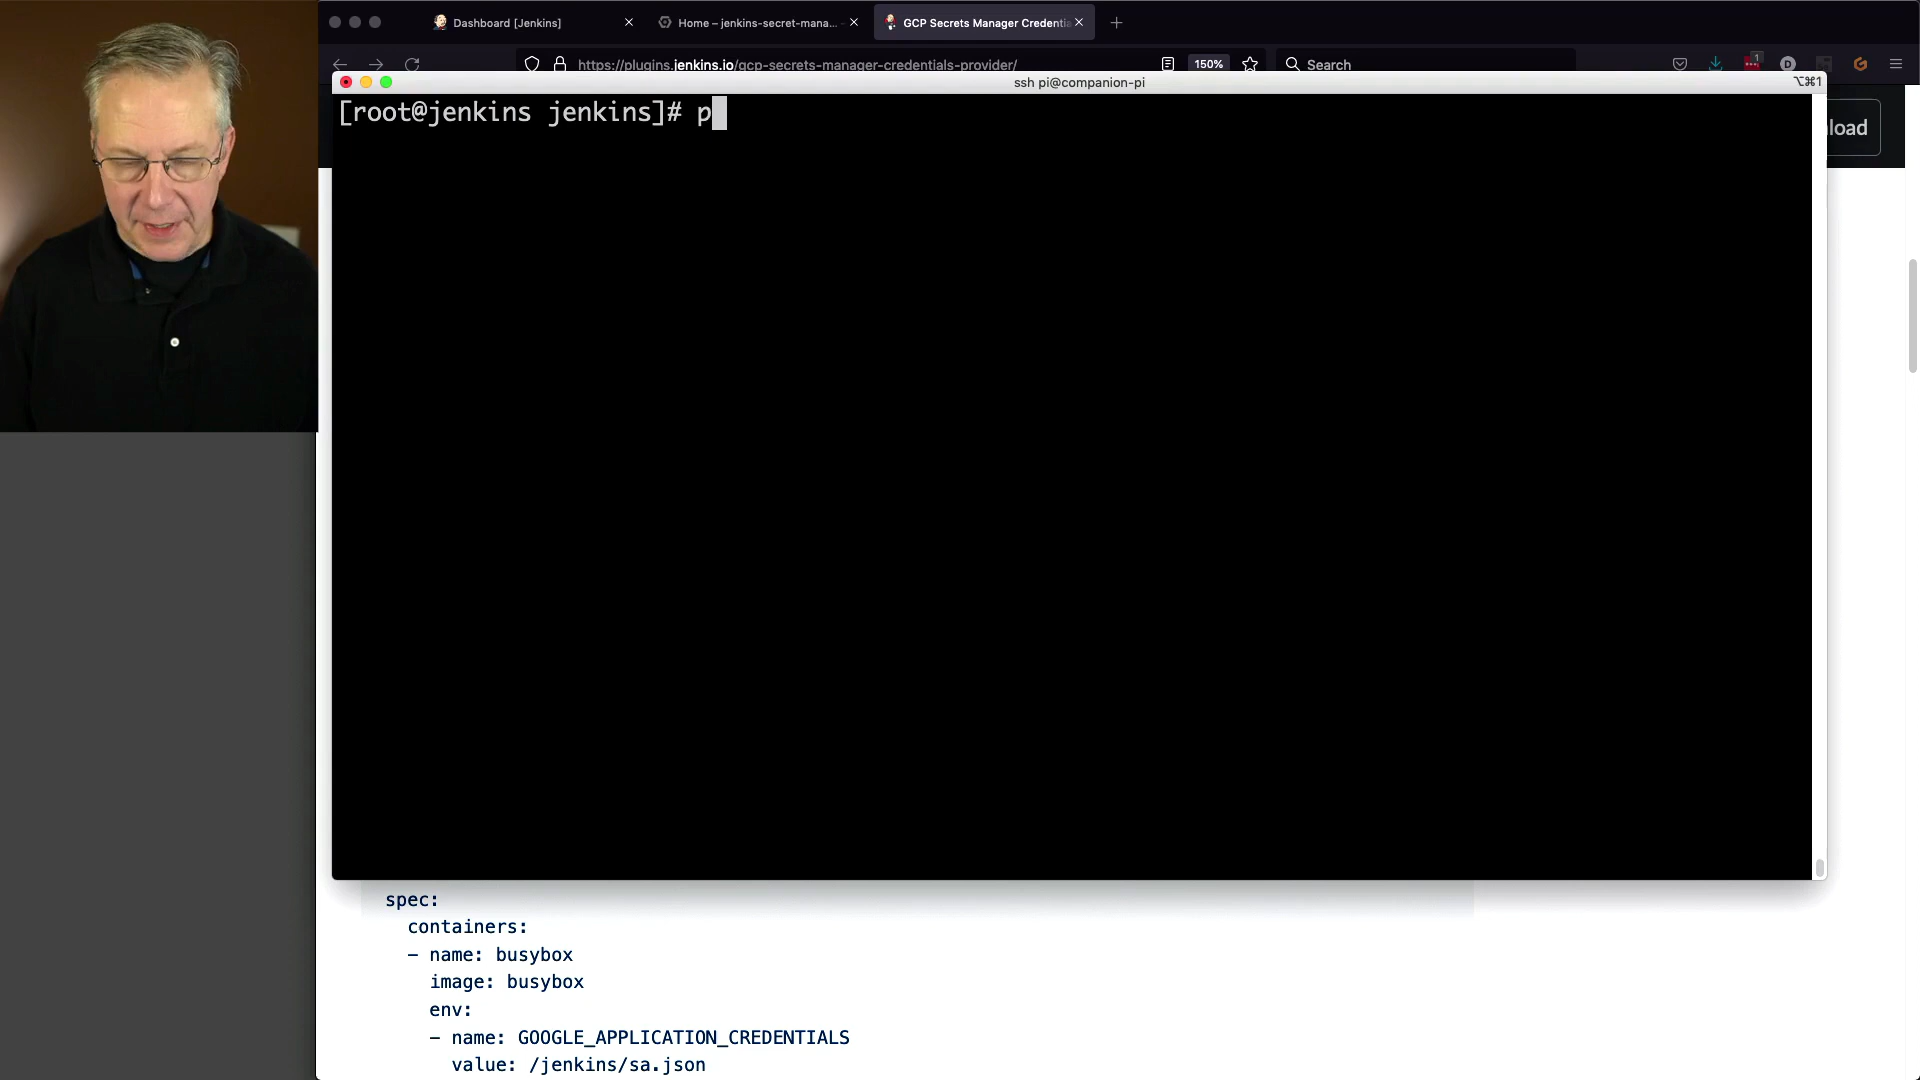 Dashboard [Jenkins]
Home – jenkins-secret-mana...
GCP Secrets Manager Credentia
https://plugins.jenkins.io/gcp-secrets-manager-credentials-provider/
150%
Search
1
D
ssh pi@companion-pi
⌥⌘1
[root@jenkins jenkins]# p
load
spec:
containers:
- name: busybox
image: busybox
env:
- name: GOOGLE_APPLICATION_CREDENTIALS
value: /jenkins/sa.json